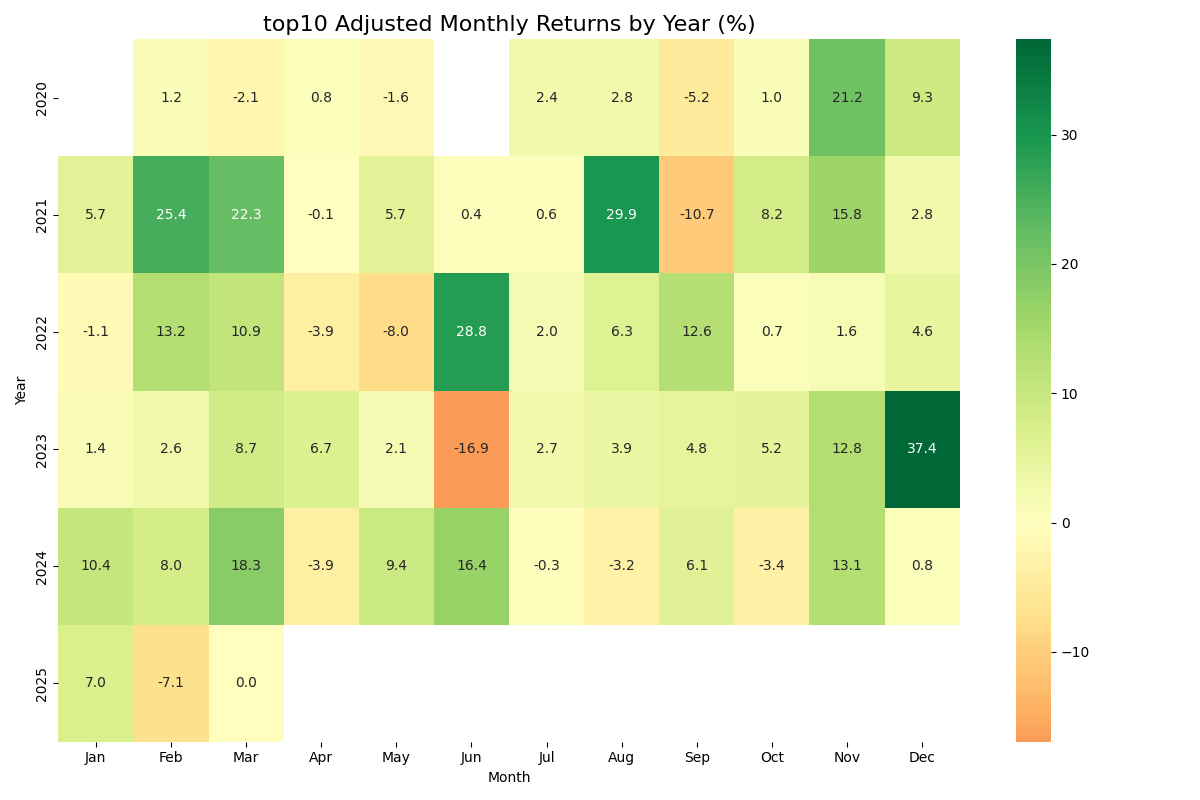 top10 Adjusted Monthly Returns by Year (%)
2020 1.2 -2.1 0.8 -1.6 2.4 2.8 -5.2 1.0 21.2 9.3
2021 5.7 25.4 22.3 -0.1 5.7 0.4 0.6 29.9 -10.7 8.2 15.8 2.8
2022 -1.1 13.2 10.9 -3.9 -8.0 28.8 2.0 6.3 12.6 0.7 1.6 4.6
Year
2023 1.4 2.6 8.7 6.7 2.1 -16.9 2.7 3.9 4.8 5.2 12.8 37.4
2024 10.4 8.0 18.3 -3.9 9.4 16.4 -0.3 -3.2 6.1 -3.4 13.1 0.8
2025 7.0 -7.1 0.0
Jan Feb Mar Apr May Jun Jul Aug Sep Oct Nov Dec
Month
30
20
10
0
−10